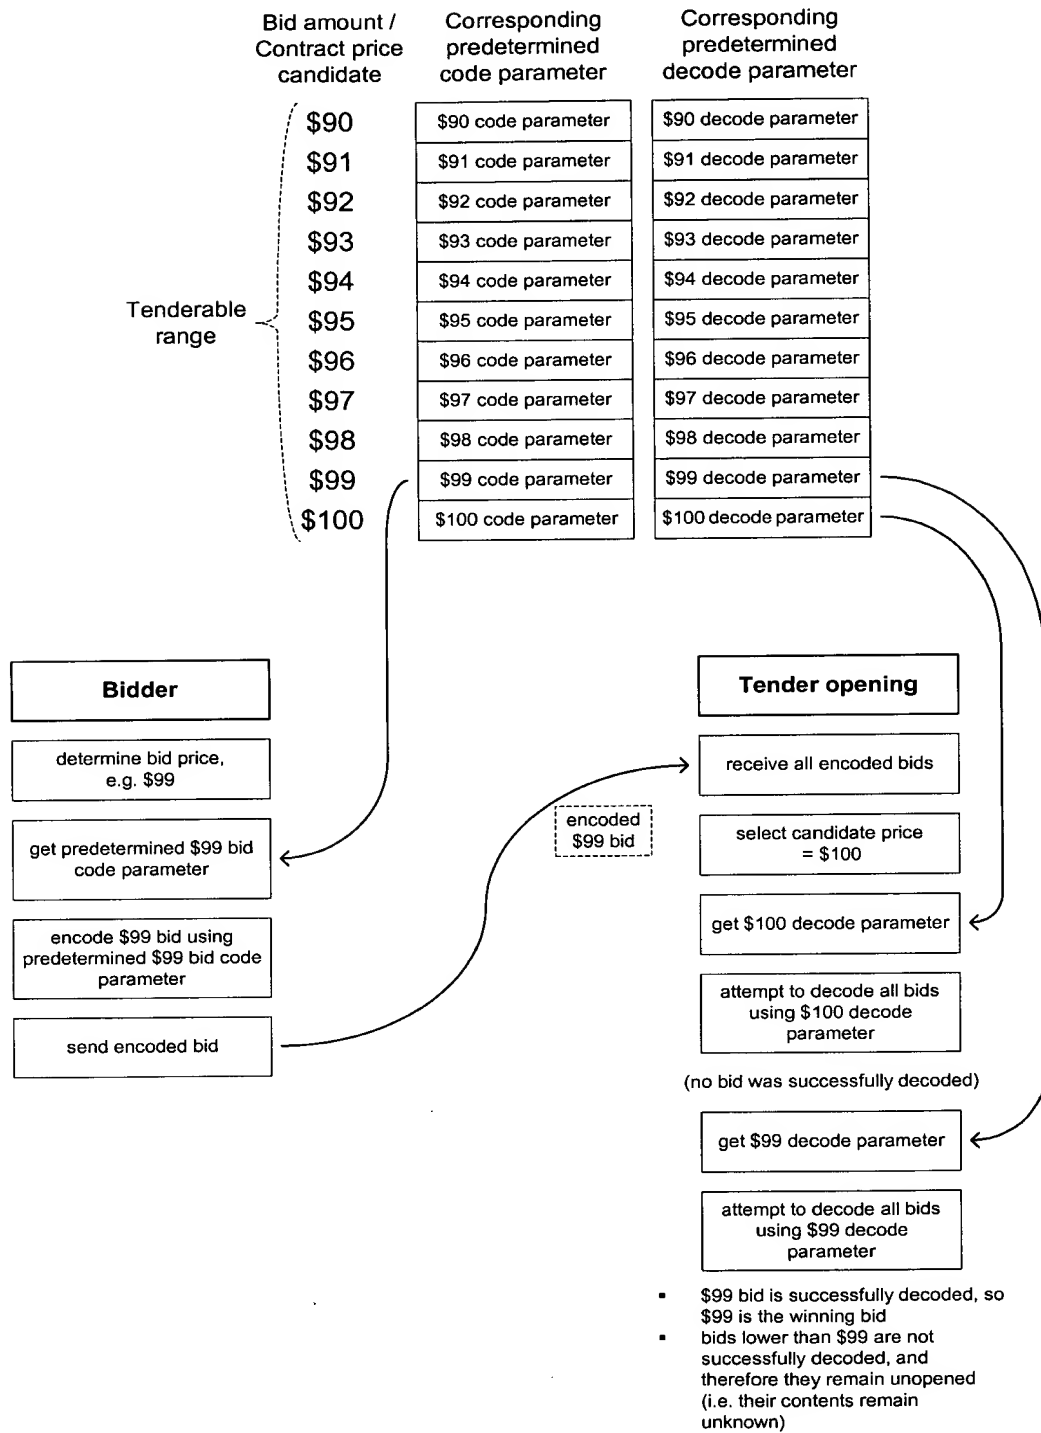 Bid amount /
Contract price
candidate
Corresponding
predetermined
code parameter
Corresponding
predetermined
decode parameter
$90
$90 code parameter
$90 decode parameter
$91
$91 code parameter
$91 decode parameter
$92
$92 code parameter
$92 decode parameter
$93
$93 code parameter
$93 decode parameter
$94
$94 code parameter
$94 decode parameter
Tenderable
range
$95
$95 code parameter
$95 decode parameter
$96
$96 code parameter
$96 decode parameter
$97
$97 code parameter
$97 decode parameter
$98
$98 code parameter
$98 decode parameter
$99
$99 code parameter
$99 decode parameter
$100
$100 code parameter
$100 decode parameter
Bidder
determine bid price,
e.g. $99
get predetermined $99 bid
code parameter
encode $99 bid using
predetermined $99 bid code
parameter
send encoded bid
encoded
$99 bid
Tender opening
receive all encoded bids
select candidate price
= $100
get $100 decode parameter
attempt to decode all bids
using $100 decode
parameter
(no bid was successfully decoded)
get $99 decode parameter
attempt to decode all bids
using $99 decode
parameter
▪ $99 bid is successfully decoded, so
$99 is the winning bid
▪ bids lower than $99 are not
successfully decoded, and
therefore they remain unopened
(i.e. their contents remain
unknown)